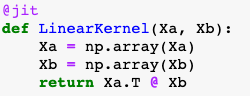 @jit
def LinearKernel(Xa, Xb):
    Xa = np.array(Xa)
    Xb = np.array(Xb)
    return Xa.T @ Xb